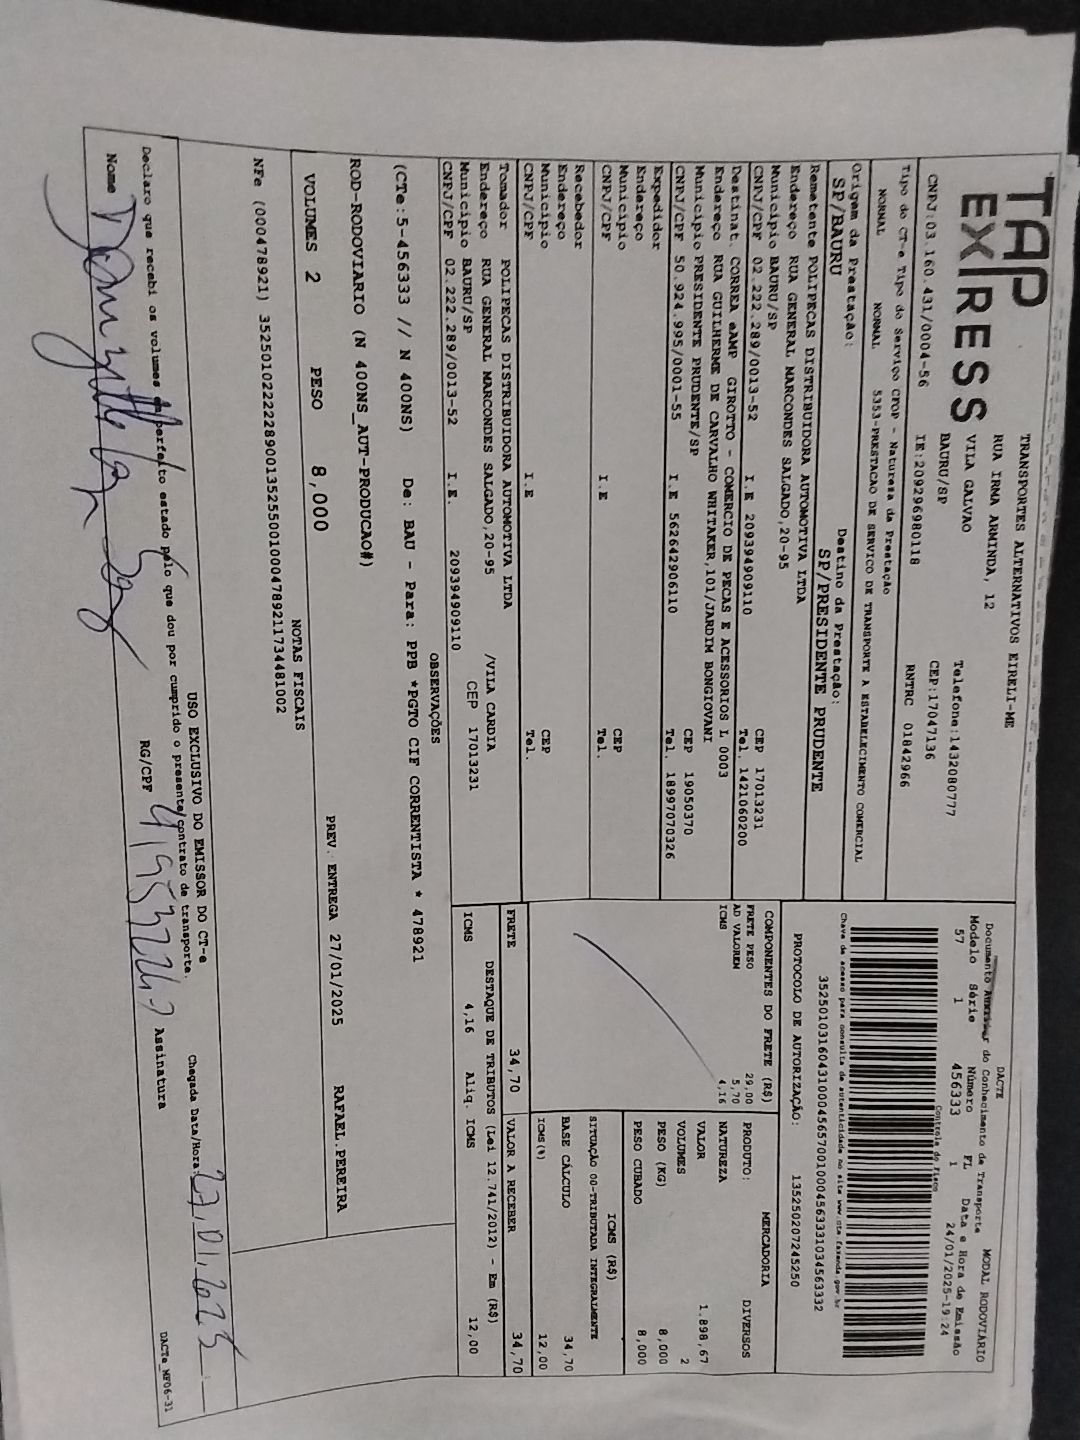 TAP
EXPRESS
TRANSPORTES ALTERNATIVOS EIRELI-ME
RUA IRMA ARMINDA, 12
VILA GALVAO Telefone:1432080777
BAURU/SP CEP:17047136
CNPJ:03.160.431/0004-56 IE:209296980118 RNTRC 01842966
Tipo do CT-e Tipo do Serviço CFOP - Natureza da Prestação
NORMAL NORMAL 5353-PRESTACAO DE SERVICO DE TRANSPORTE A ESTABELECIMENTO COMERCIAL
Origem da Prestação: Destino da Prestação:
SP/BAURU SP/PRESIDENTE PRUDENTE
Remetente POLIPECAS DISTRIBUIDORA AUTOMOTIVA LTDA
Endereço RUA GENERAL MARCONDES SALGADO,20-95
Município BAURU/SP CEP 17013231
CNPJ/CPF 02.222.289/0013-52 I.E 209394909110 Tel. 1421060200
Destinat. CORREA eAMP GIROTTO - COMERCIO DE PECAS E ACESSORIOS L 0003
Endereço RUA GUILHERME DE CARVALHO WHITAKER,101/JARDIM BONGIOVANI
Município PRESIDENTE PRUDENTE/SP CEP 19050370
CNPJ/CPF 50.924.995/0001-55 I.E 562642906110 Tel. 18997070326
Expedidor
Endereço
Município CEP
CNPJ/CPF I.E Tel.
Recebedor
Endereço
Município CEP
CNPJ/CPF I.E Tel.
Tomador POLIPECAS DISTRIBUIDORA AUTOMOTIVA LTDA
Endereço RUA GENERAL MARCONDES SALGADO,20-95 /VILA CARDIA
Município BAURU/SP CEP 17013231
CNPJ/CPF 02.222.289/0013-52 I.E. 209394909110
DACTE MODAL RODOVIÁRIO
Documento Auxiliar do Conhecimento de Transporte
Modelo Série Número FL Data e Hora de Emissão
57 1 456333 1 24/01/2025-19:24
Controle do Fisco
Chave de acesso para consulta de autenticidade no site www.cte.fazenda.gov.br
35250103160431000456570010004563331034563332
PROTOCOLO DE AUTORIZAÇÃO: 135250207245250
COMPONENTES DO FRETE (R$)
FRETE PESO 29,00
AD VALOREM 5,70
ICMS 4,16
MERCADORIA
PRODUTO: DIVERSOS
NATUREZA
VALOR 1.898,67
VOLUMES 2
PESO (KG) 8,000
PESO CUBADO 8,000
ICMS (R$)
SITUAÇÃO 00-TRIBUTADA INTEGRALMENTE
BASE CÁLCULO 34,70
ICMS(%) 12,00
FRETE 34,70 VALOR A RECEBER 34,70
DESTAQUE DE TRIBUTOS (Lei 12.741/2012) - Em (R$)
ICMS 4,16 Aliq. ICMS 12,00
OBSERVAÇÕES
(CTe:5-456333 // N 400NS) De: BAU - Para: PPB *PGTO CIF CORRENTISTA * 478921
ROD-RODOVIARIO (N 400NS_AUT-PRODUCAO#)
VOLUMES 2 PESO 8,000 PREV. ENTREGA 27/01/2025 RAFAEL.PEREIRA
NOTAS FISCAIS
NFe (000478921) 35250102222289001352550010004789211734481002
USO EXCLUSIVO DO EMISSOR DO CT-e
Declaro que recebi os volumes em perfeito estado pelo que dou por cumprido o presente contrato de transporte.
Chegada Data/Hora 27.01.2025
Nome RG/CPF Assinatura
DACTe_MF06-31